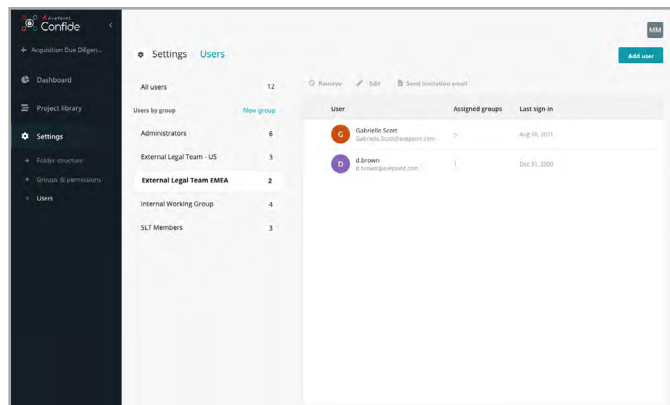 AvePoint
Confide
Acquisition Due Diligen...
Dashboard
Project library
Settings
Folder structure
Groups & permissions
Users
MM
Settings Users
Add user
All users 12
Users by group New group
Administrators 6
External Legal Team - US 3
External Legal Team EMEA 2
Internal Working Group 4
SLT Members 3
Remove Edit Send invitation email
User Assigned groups Last sign-in
G Gabrielle Scott 5 Aug
Gabrielle.Scott@avepoint.com
D d.brown 1 Dec 31, 2000
d.brown@avepoint.com